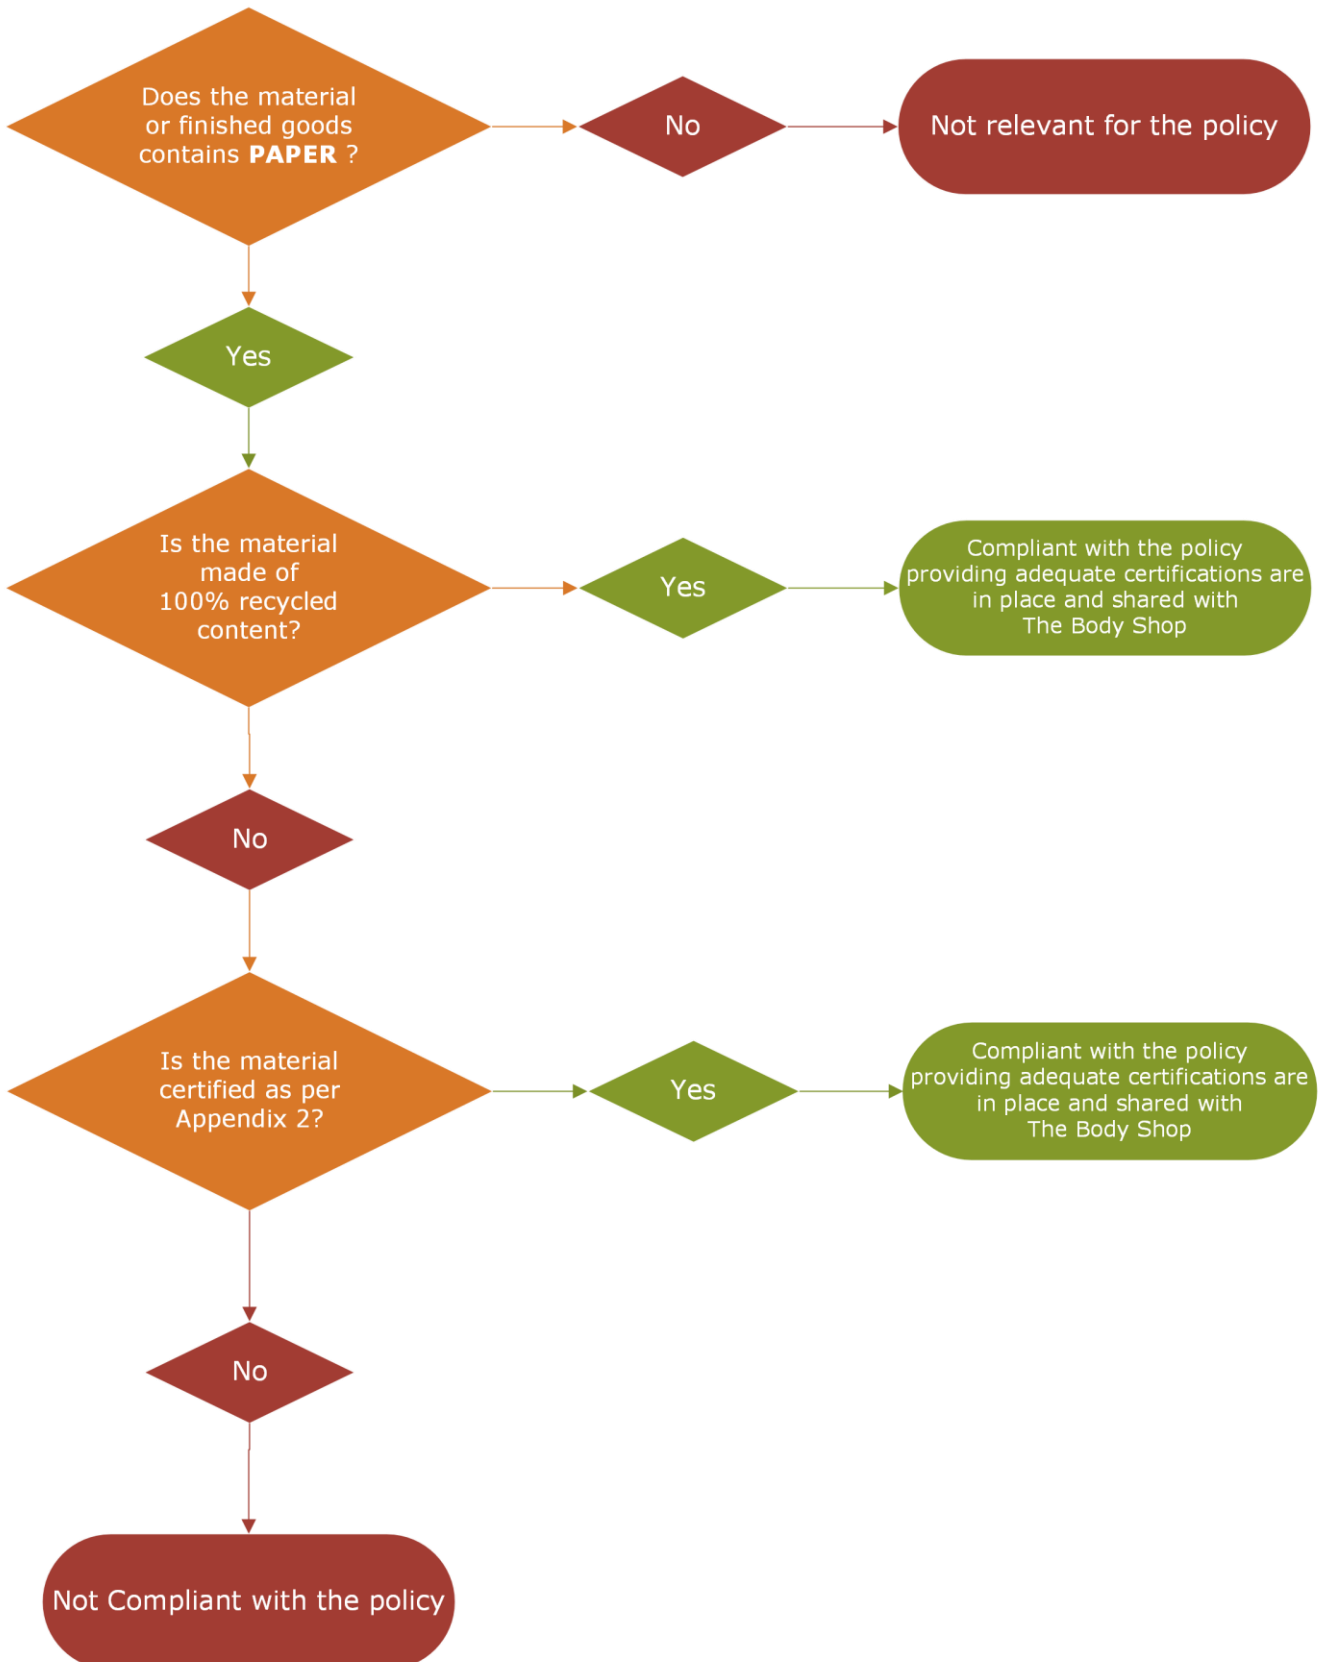 Does the material
or finished goods
contains PAPER ?
No
Not relevant for the policy
Yes
Is the material
made of
100% recycled
content?
Yes
Compliant with the policy
providing adequate certifications are
in place and shared with
The Body Shop
No
Is the material
certified as per
Appendix 2?
Yes
Compliant with the policy
providing adequate certifications are
in place and shared with
The Body Shop
No
Not Compliant with the policy